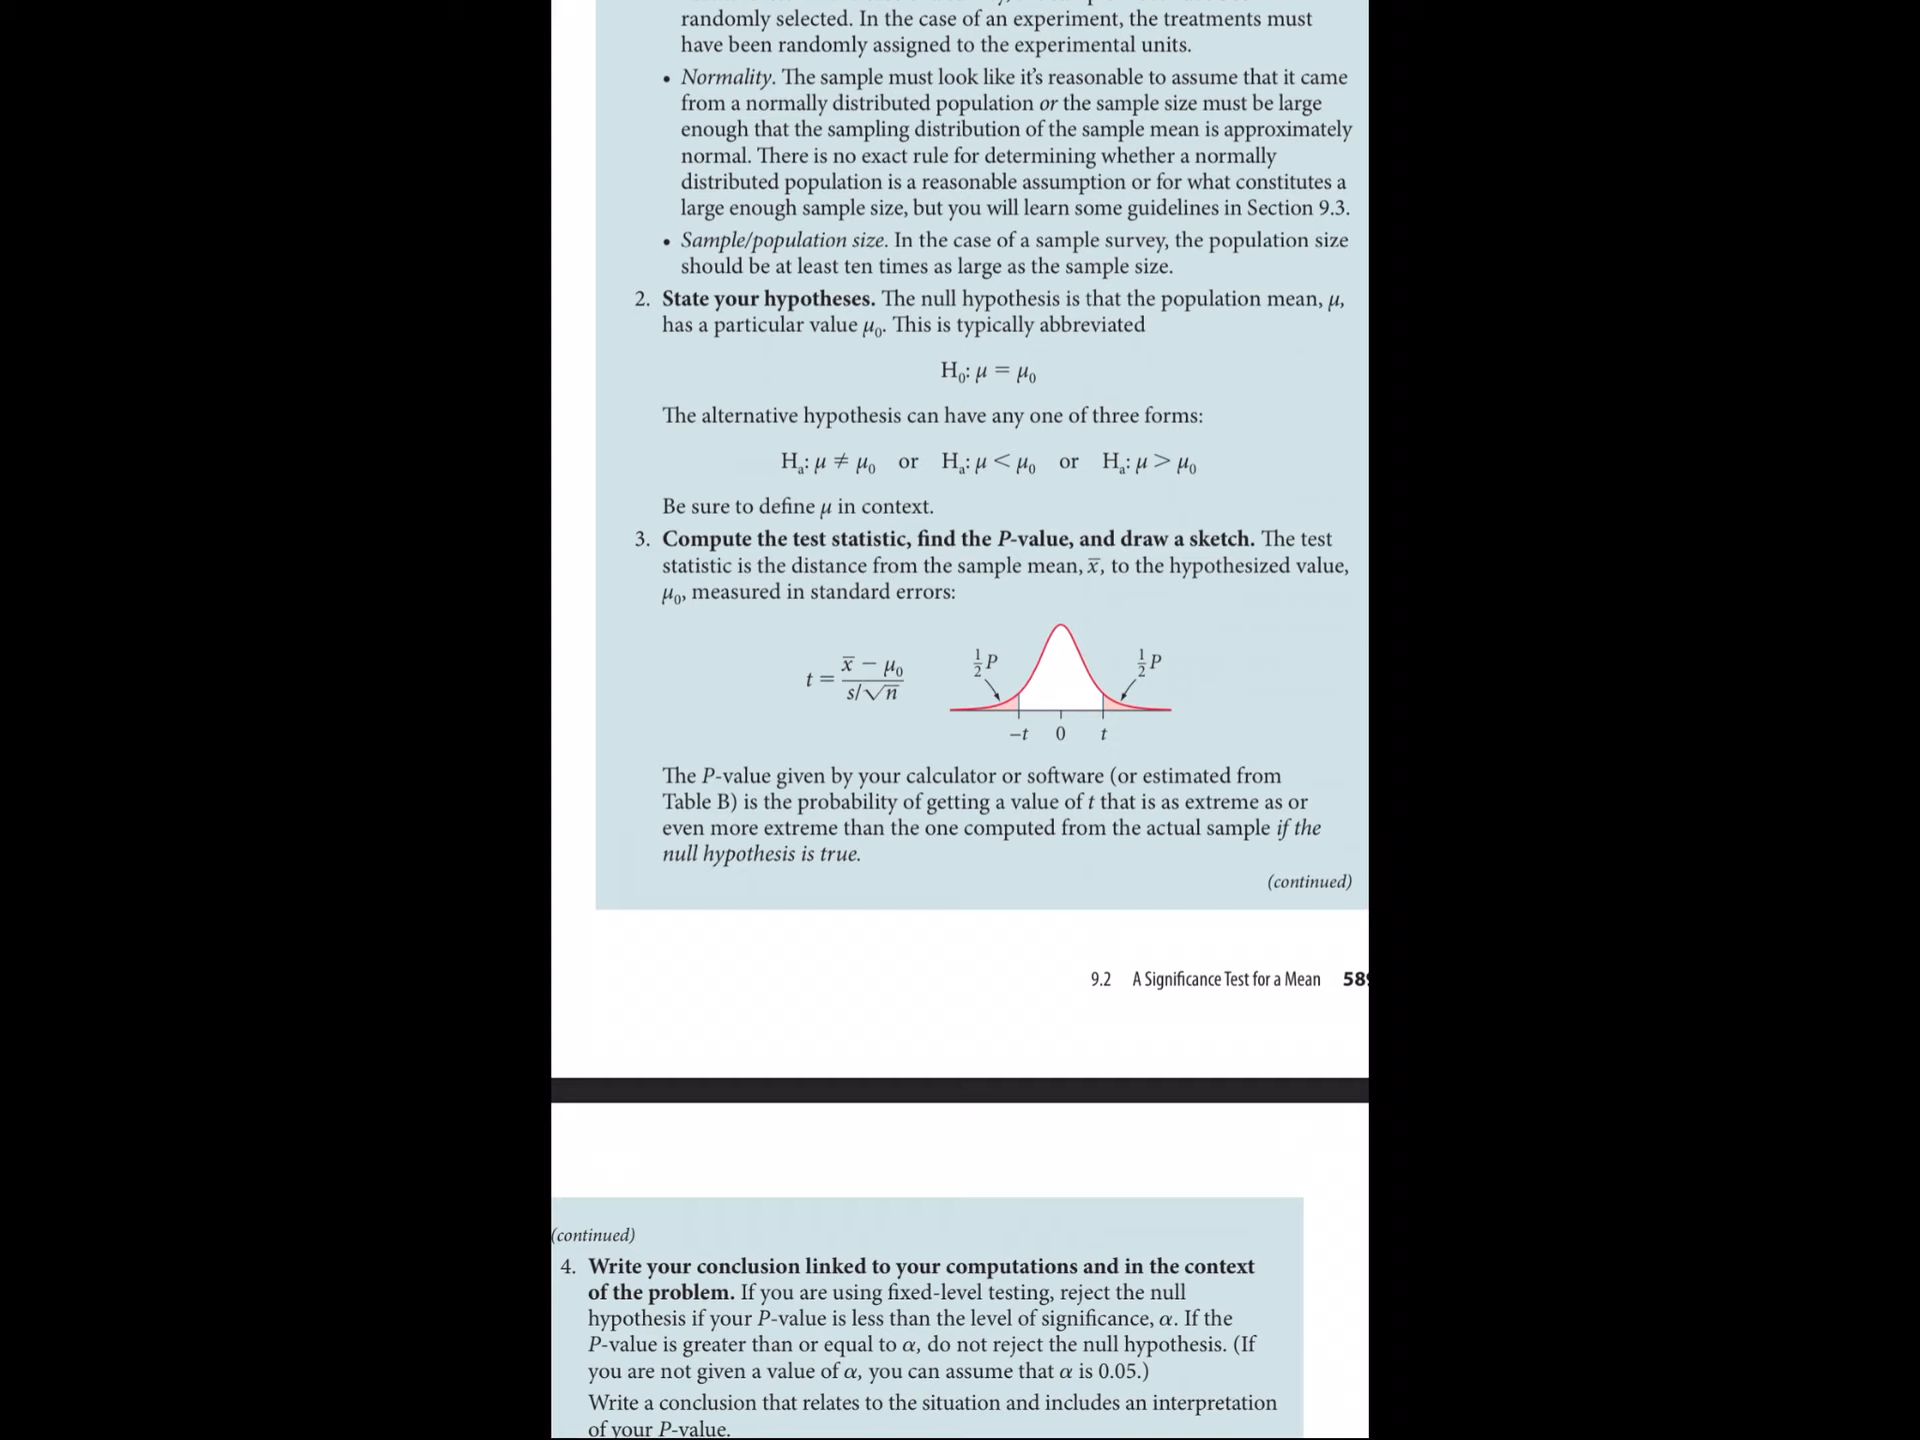 randomly selected. In the case of an experiment, the treatments must
have been randomly assigned to the experimental units.
• Normality. The sample must look like it's reasonable to assume that it came
from a normally distributed population or the sample size must be large
enough that the sampling distribution of the sample mean is approximately
normal. There is no exact rule for determining whether a normally
distributed population is a reasonable assumption or for what constitutes a
large enough sample size, but you will learn some guidelines in Section 9.3.
• Sample/population size. In the case of a sample survey, the population size
should be at least ten times as large as the sample size.
2. State your hypotheses. The null hypothesis is that the population mean, μ,
has a particular value μ₀. This is typically abbreviated
H₀: μ = μ₀
The alternative hypothesis can have any one of three forms:
Hₐ: μ ≠ μ₀ or Hₐ: μ < μ₀ or Hₐ: μ > μ₀
Be sure to define μ in context.
3. Compute the test statistic, find the P-value, and draw a sketch. The test
statistic is the distance from the sample mean, x̅, to the hypothesized value,
μ₀, measured in standard errors:
t = (x̅ − μ₀)/(s/√n)
½P ½P
−t 0 t
The P-value given by your calculator or software (or estimated from
Table B) is the probability of getting a value of t that is as extreme as or
even more extreme than the one computed from the actual sample if the
null hypothesis is true.
(continued)
9.2 A Significance Test for a Mean 58
(continued)
4. Write your conclusion linked to your computations and in the context
of the problem. If you are using fixed-level testing, reject the null
hypothesis if your P-value is less than the level of significance, α. If the
P-value is greater than or equal to α, do not reject the null hypothesis. (If
you are not given a value of α, you can assume that α is 0.05.)
Write a conclusion that relates to the situation and includes an interpretation
of your P-value.